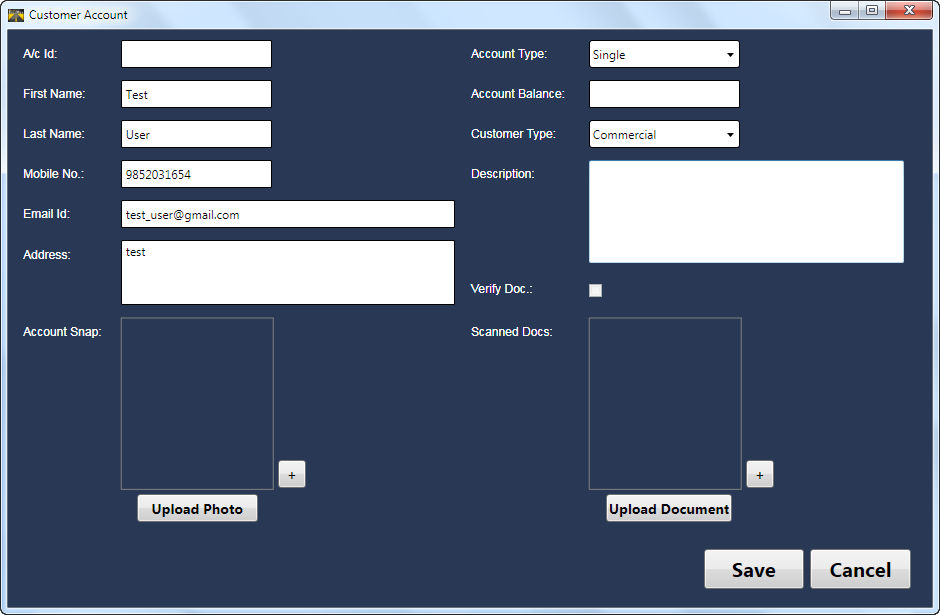 Customer Account
A/c Id:
First Name: Test
Last Name: User
Mobile No.: 9852031654
Email Id: test_user@gmail.com
Address: test
Account Snap:
+
Upload Photo
Account Type: Single
Account Balance:
Customer Type: Commercial
Description:
Verify Doc.:
Scanned Docs:
+
Upload Document
Save Cancel